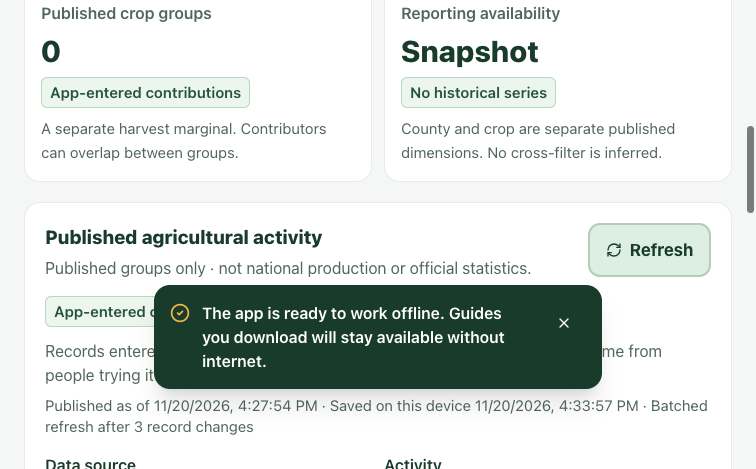 Published crop groups
0
App-entered contributions
A separate harvest marginal. Contributors
can overlap between groups.
Reporting availability
Snapshot
No historical series
County and crop are separate published
dimensions. No cross-filter is inferred.
Published agricultural activity
Refresh
Published groups only · not national production or official statistics.
App-entered
The app is ready to work offline. Guides
you download will stay available without
internet.
Records entere
me from
people trying it
Published as of 11/20/2026, 4:27:54 PM · Saved on this device 11/20/2026, 4:33:57 PM · Batched
refresh after 3 record changes
Data source
Activity